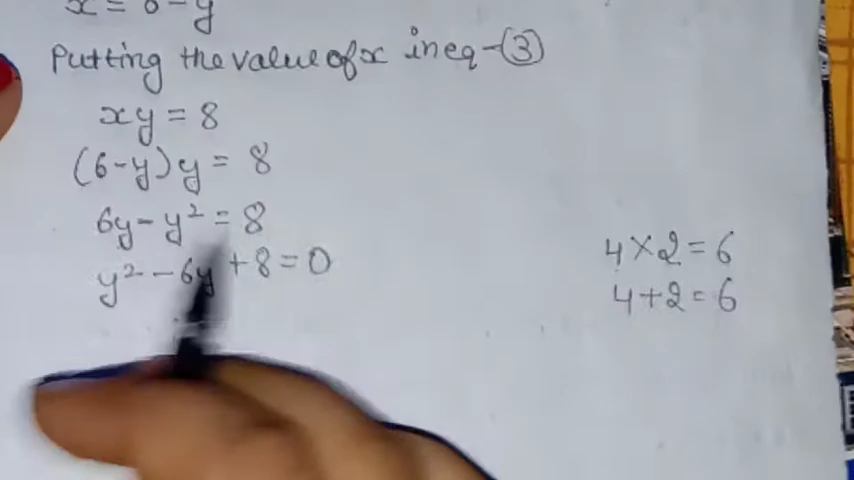 x = 6 - y
Putting the value of x in eq - (3)
xy = 8
(6-y)y = 8
6y - y² = 8
y² - 6y + 8 = 0
4 × 2 = 6
4 + 2 = 6